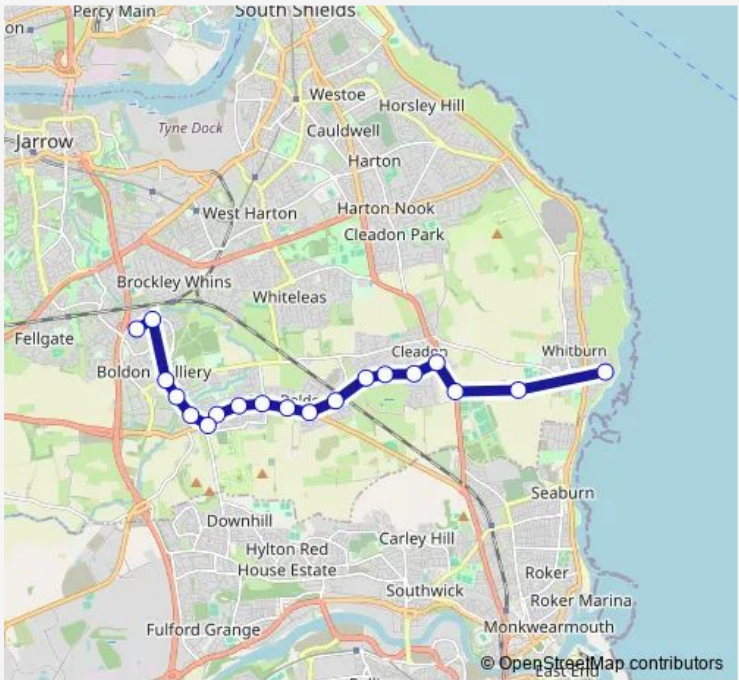 Percy Main
South Shields
on
Westoe
Horsley Hill
Tyne Dock
Cauldwell
Jarrow
Harton
West Harton
Harton Nook
Cleadon Park
Brockley Whins
Whiteleas
Fellgate
Cleadon
Whitburn
Boldon
lliery
Seaburn
Downhill
Carley Hill
Hylton Red
House Estate
Roker
Southwick
Roker Marina
Fulford Grange
Monkwearmouth
© OpenStreetMap contributors
East End